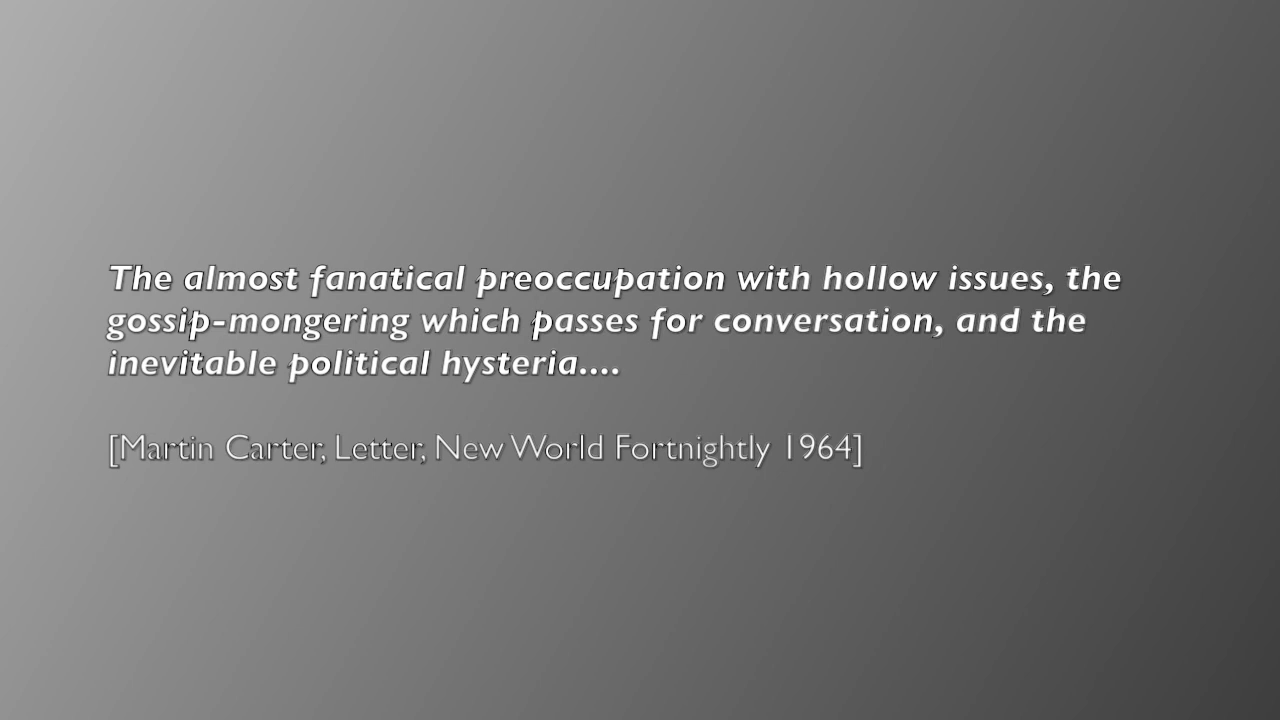 The almost fanatical preoccupation with hollow issues, the
gossip-mongering which passes for conversation, and the
inevitable political hysteria....
[Martin Carter, Letter, New World Fortnightly 1964]